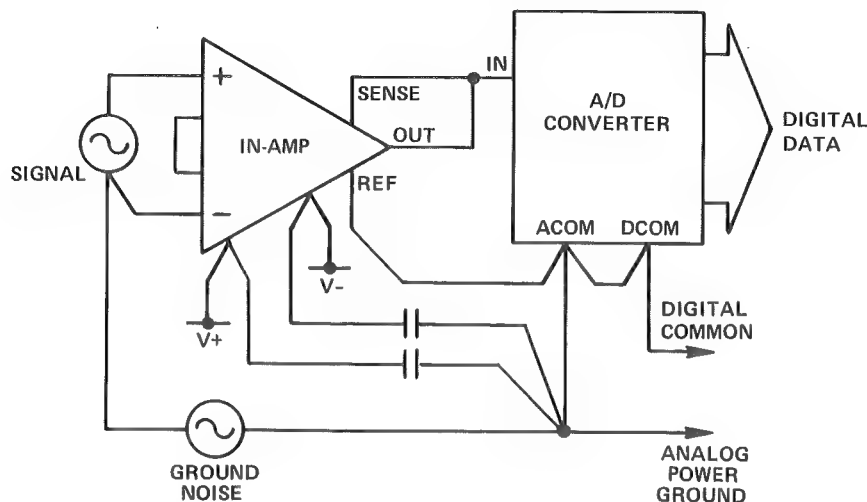 SIGNAL
+
−
IN-AMP
SENSE
OUT
REF
V+
V−
IN
A/D
CONVERTER
ACOM DCOM
DIGITAL
DATA
DIGITAL
COMMON
GROUND
NOISE
ANALOG
POWER
GROUND